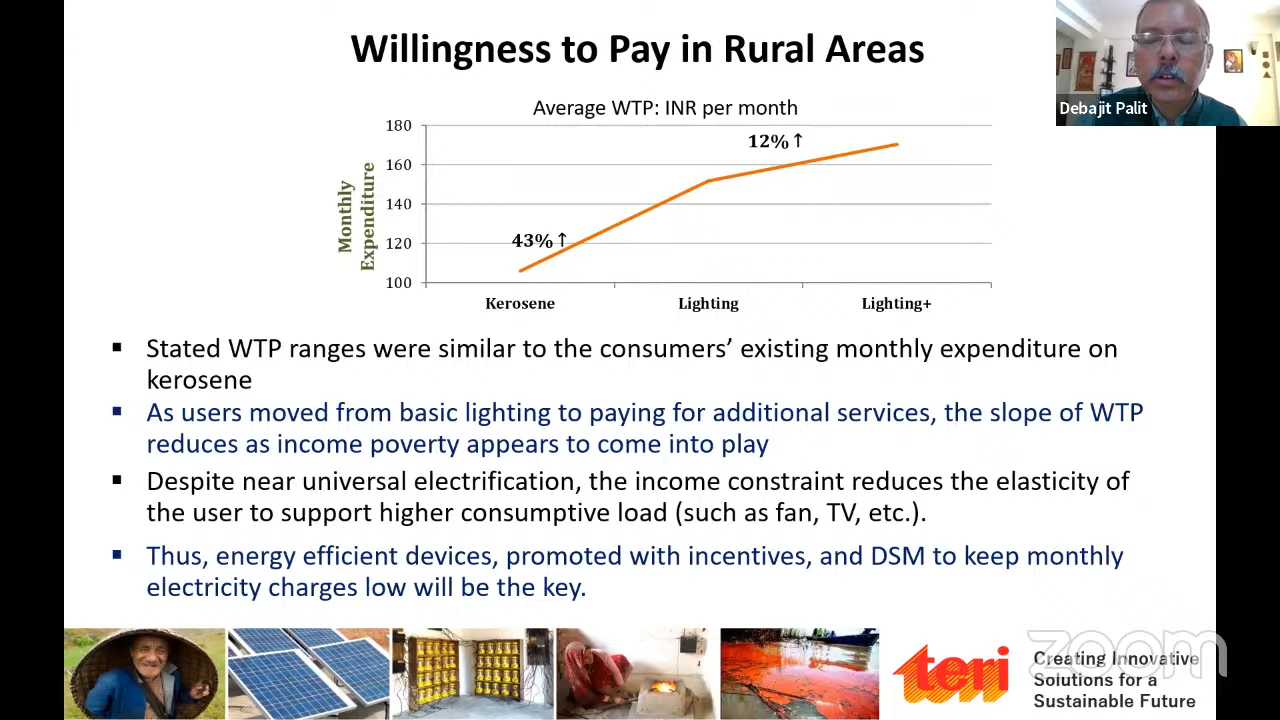 Willingness to Pay in Rural Areas
Debajit Palit
Average WTP: INR per month
Monthly
Expenditure
180
160
140
120
100
43%↑
12%↑
Kerosene
Lighting
Lighting+
▪ Stated WTP ranges were similar to the consumers’ existing monthly expenditure on
kerosene
▪ As users moved from basic lighting to paying for additional services, the slope of WTP
reduces as income poverty appears to come into play
▪ Despite near universal electrification, the income constraint reduces the elasticity of
the user to support higher consumptive load (such as fan, TV, etc.).
▪ Thus, energy efficient devices, promoted with incentives, and DSM to keep monthly
electricity charges low will be the key.
teri
Creating Innovative
Solutions for a
Sustainable Future
zoom